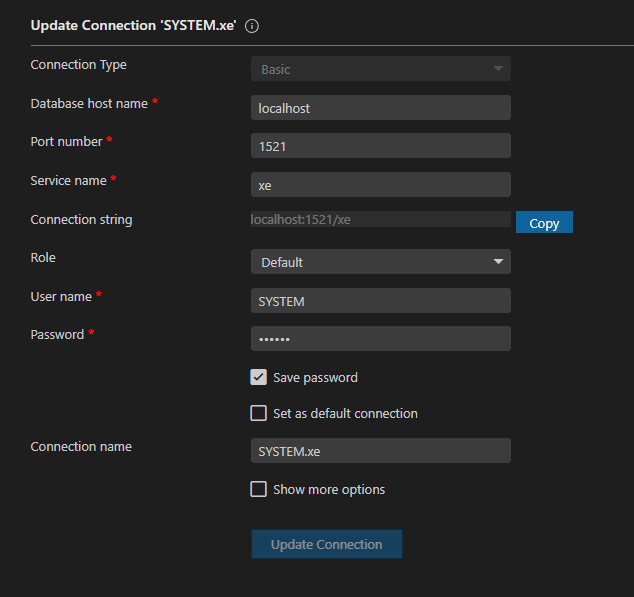 Update Connection 'SYSTEM.xe'
Connection Type
Basic
Database host name *
localhost
Port number *
1521
Service name *
xe
Connection string
localhost:1521/xe
Copy
Role
Default
User name *
SYSTEM
Password *
••••••
Save password
Set as default connection
Connection name
SYSTEM.xe
Show more options
Update Connection